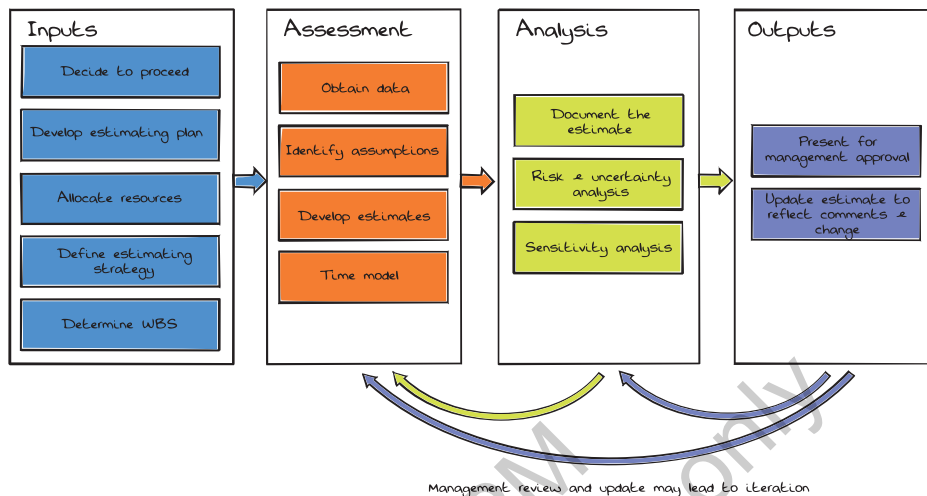 Inputs
Decide to proceed
Develop estimating plan
Allocate resources
Define estimating
strategy
Determine WBS
Assessment
Obtain data
Identify assumptions
Develop estimates
Time model
Analysis
Document the
estimate
Risk & uncertainty
analysis
Sensitivity analysis
Outputs
Present for
management approval
Update estimate to
reflect comments &
change
Management review and update may lead to iteration
only